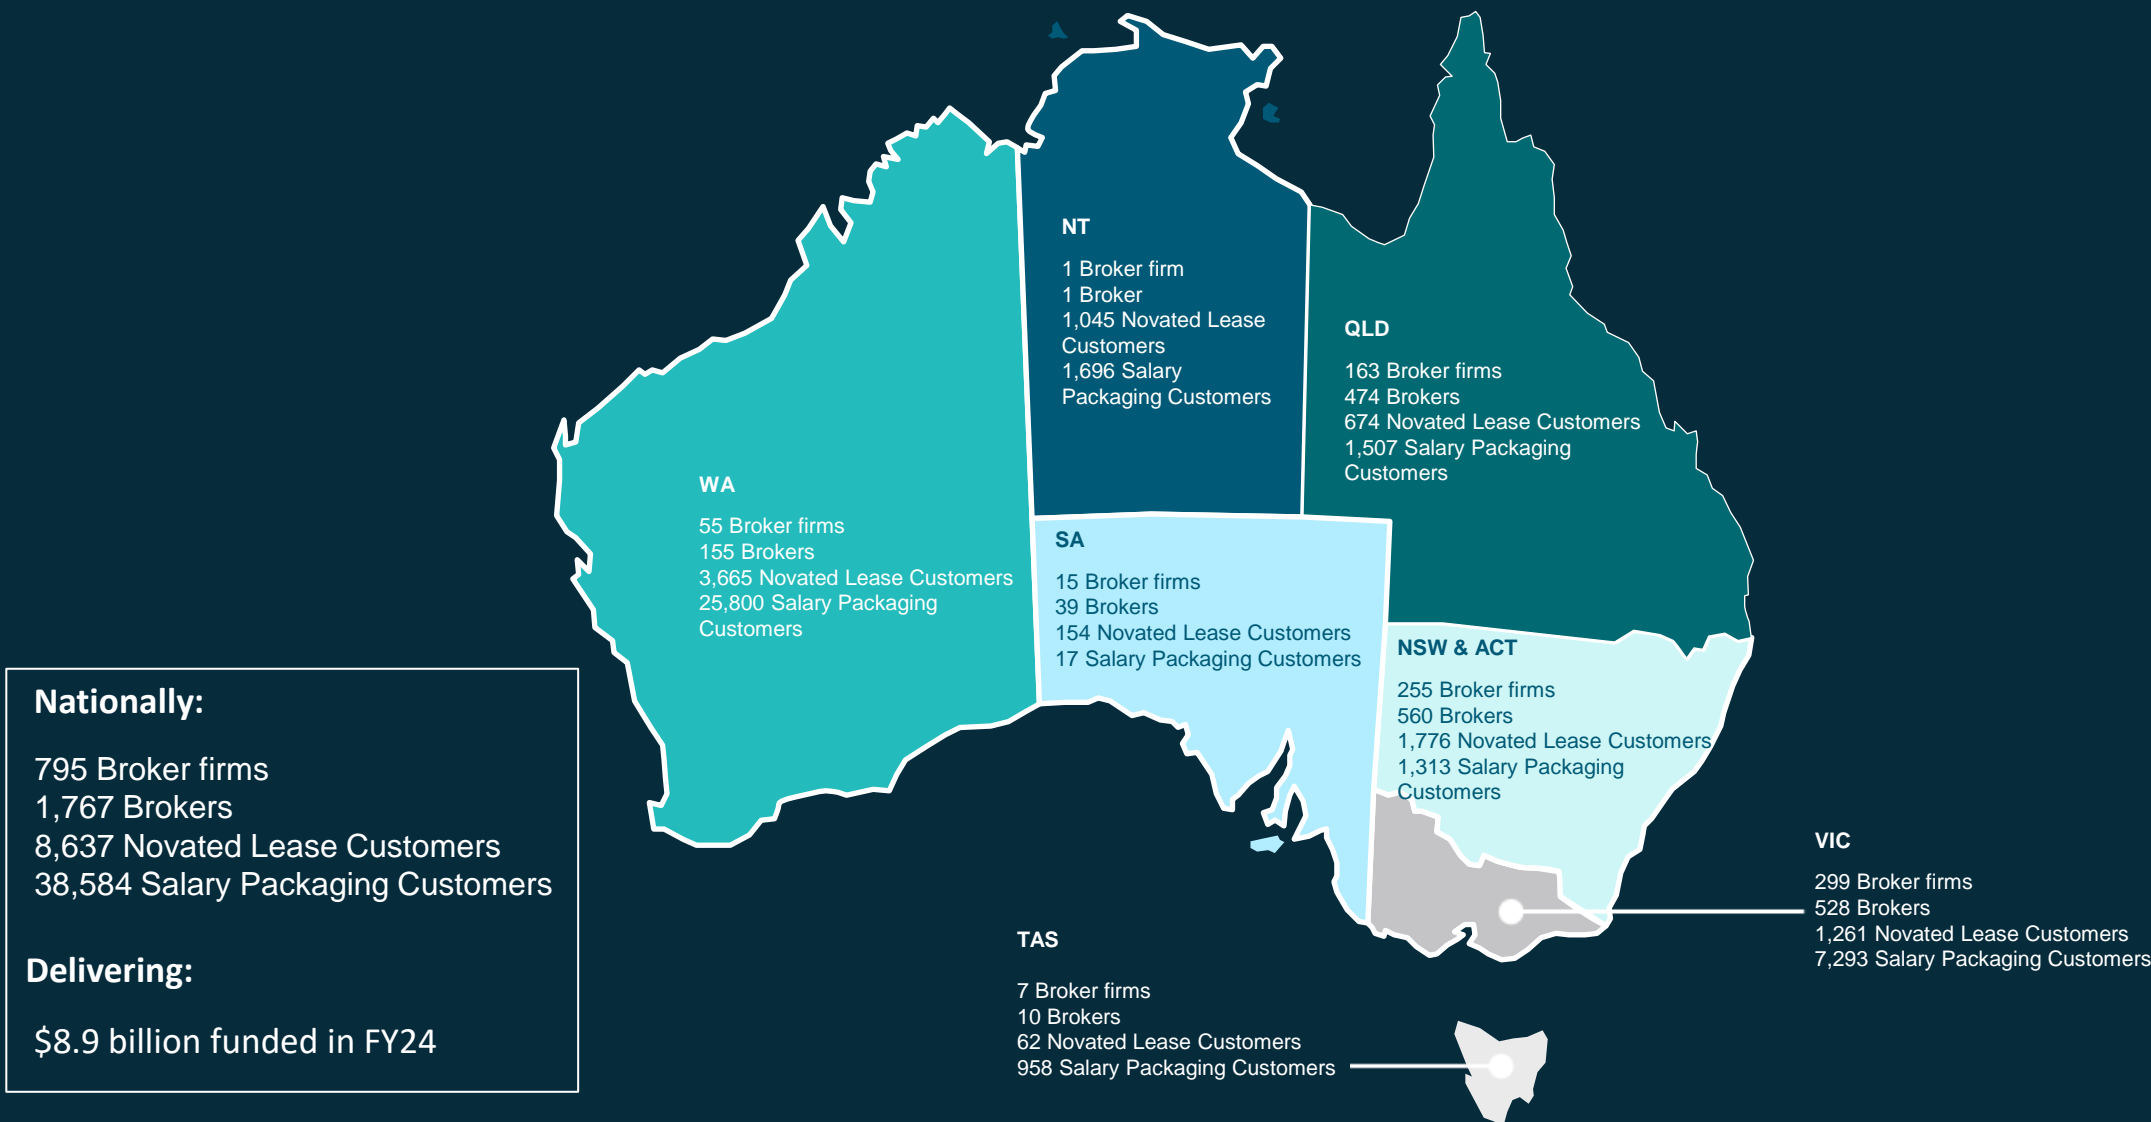 NT
1 Broker firm
1 Broker
1,045 Novated Lease
Customers
1,696 Salary
Packaging Customers
QLD
163 Broker firms
474 Brokers
674 Novated Lease Customers
1,507 Salary Packaging
Customers
WA
55 Broker firms
155 Brokers
3,665 Novated Lease Customers
25,800 Salary Packaging
Customers
SA
15 Broker firms
39 Brokers
154 Novated Lease Customers
17 Salary Packaging Customers
NSW & ACT
255 Broker firms
560 Brokers
1,776 Novated Lease Customers
1,313 Salary Packaging
Customers
Nationally:
795 Broker firms
1,767 Brokers
8,637 Novated Lease Customers
38,584 Salary Packaging Customers
Delivering:
$8.9 billion funded in FY24
VIC
299 Broker firms
528 Brokers
1,261 Novated Lease Customers
7,293 Salary Packaging Customers
TAS
7 Broker firms
10 Brokers
62 Novated Lease Customers
958 Salary Packaging Customers